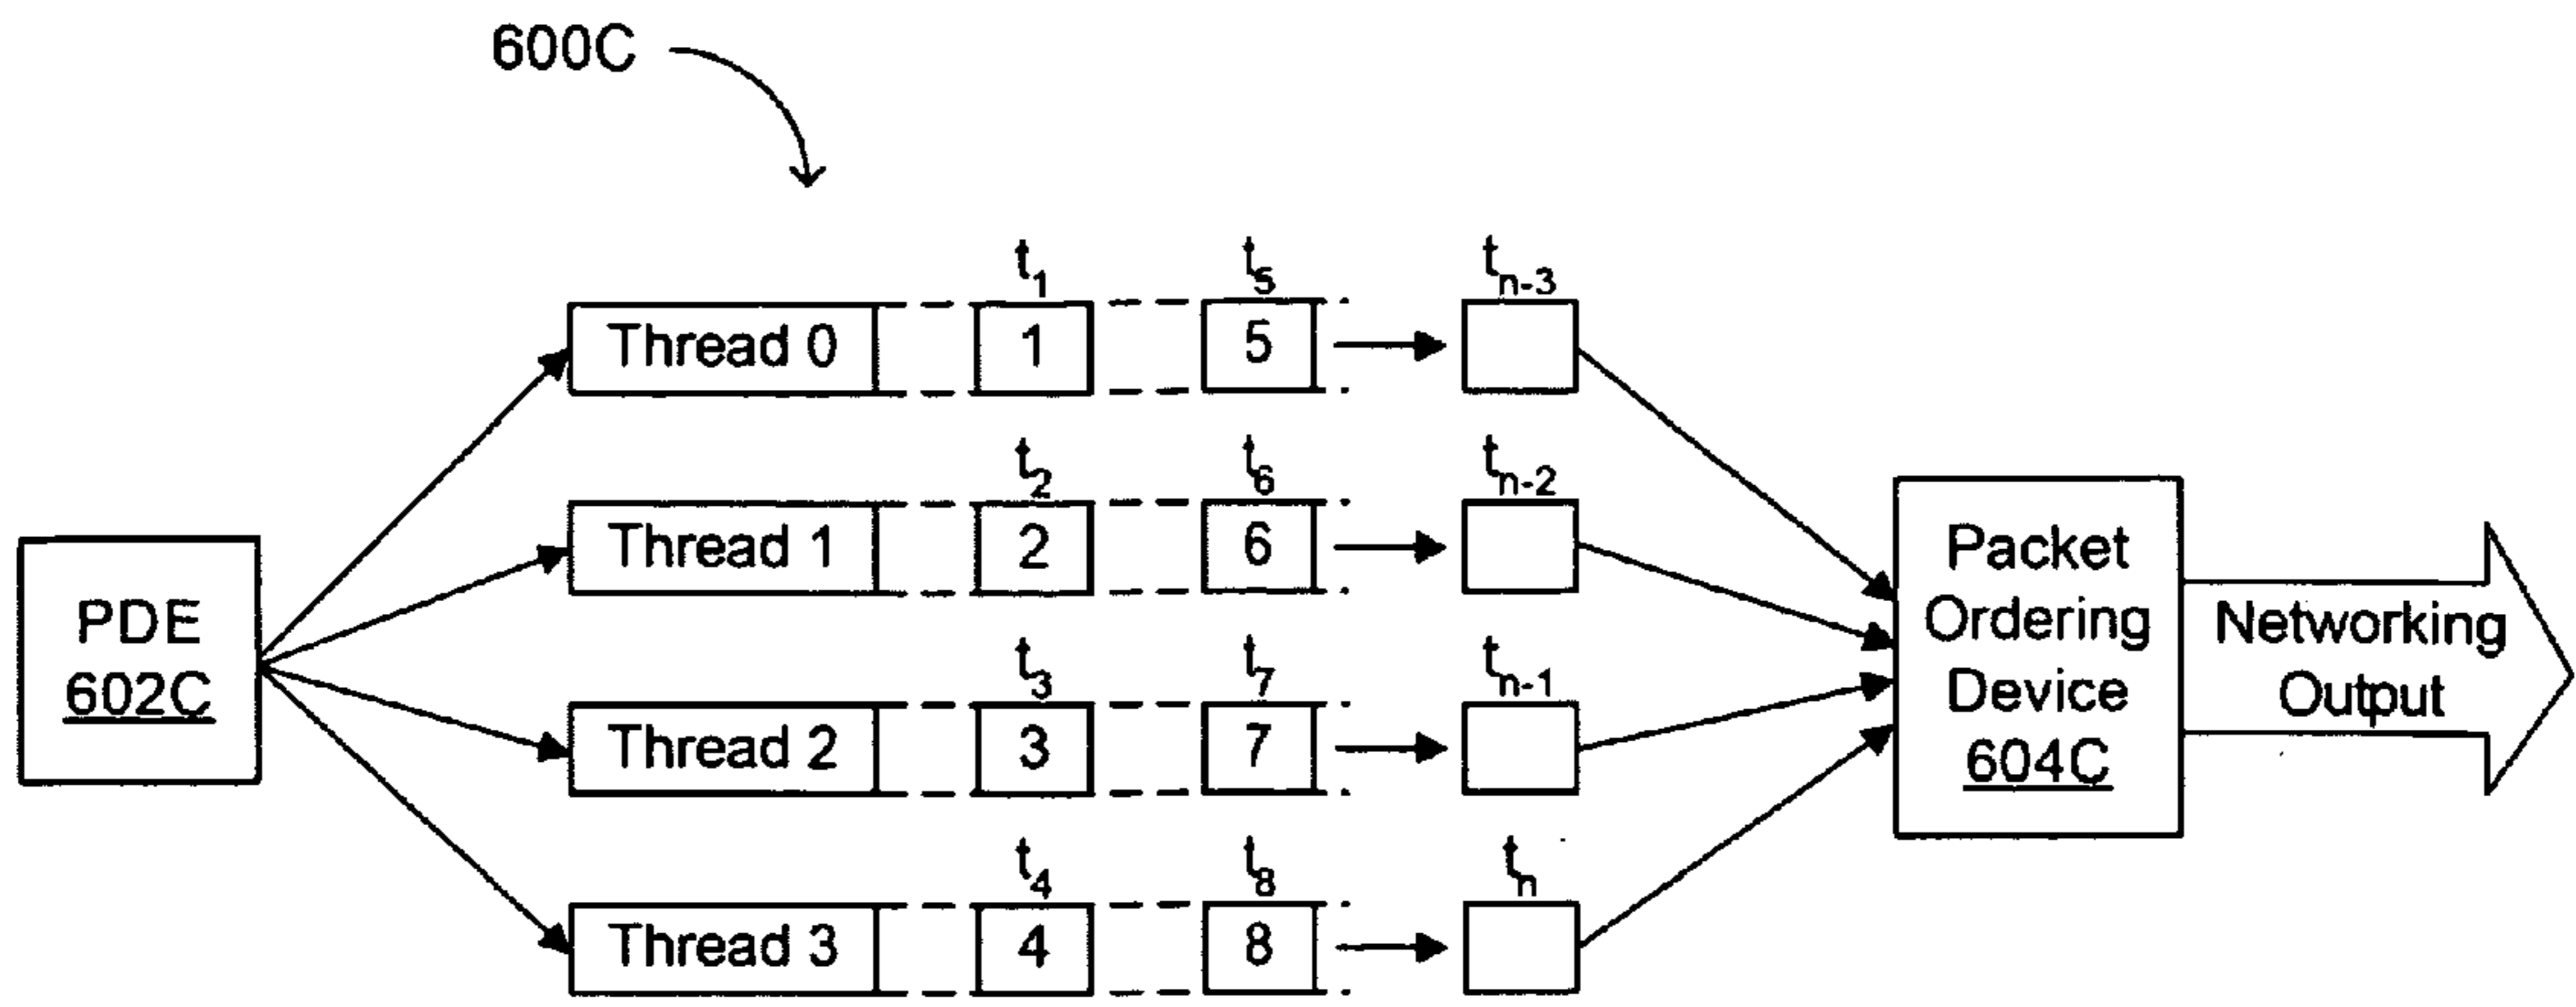 600C
t1 t5 tn-3
Thread 0 1 5
t2 t6 tn-2
Thread 1 2 6
t3 t7 tn-1
Thread 2 3 7
t4 t8 tn
Thread 3 4 8
PDE
602C
Packet
Ordering
Device
604C
Networking
Output